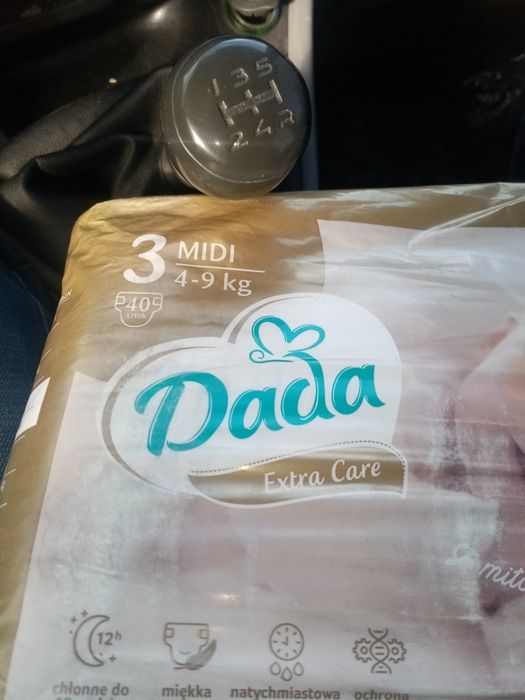 1 3 5
2 4 R
3 MIDI
4-9 kg
40
sztuk
Dada
Extra Care
12h
chłonne do
miękka
natychmiastowa
ochrona